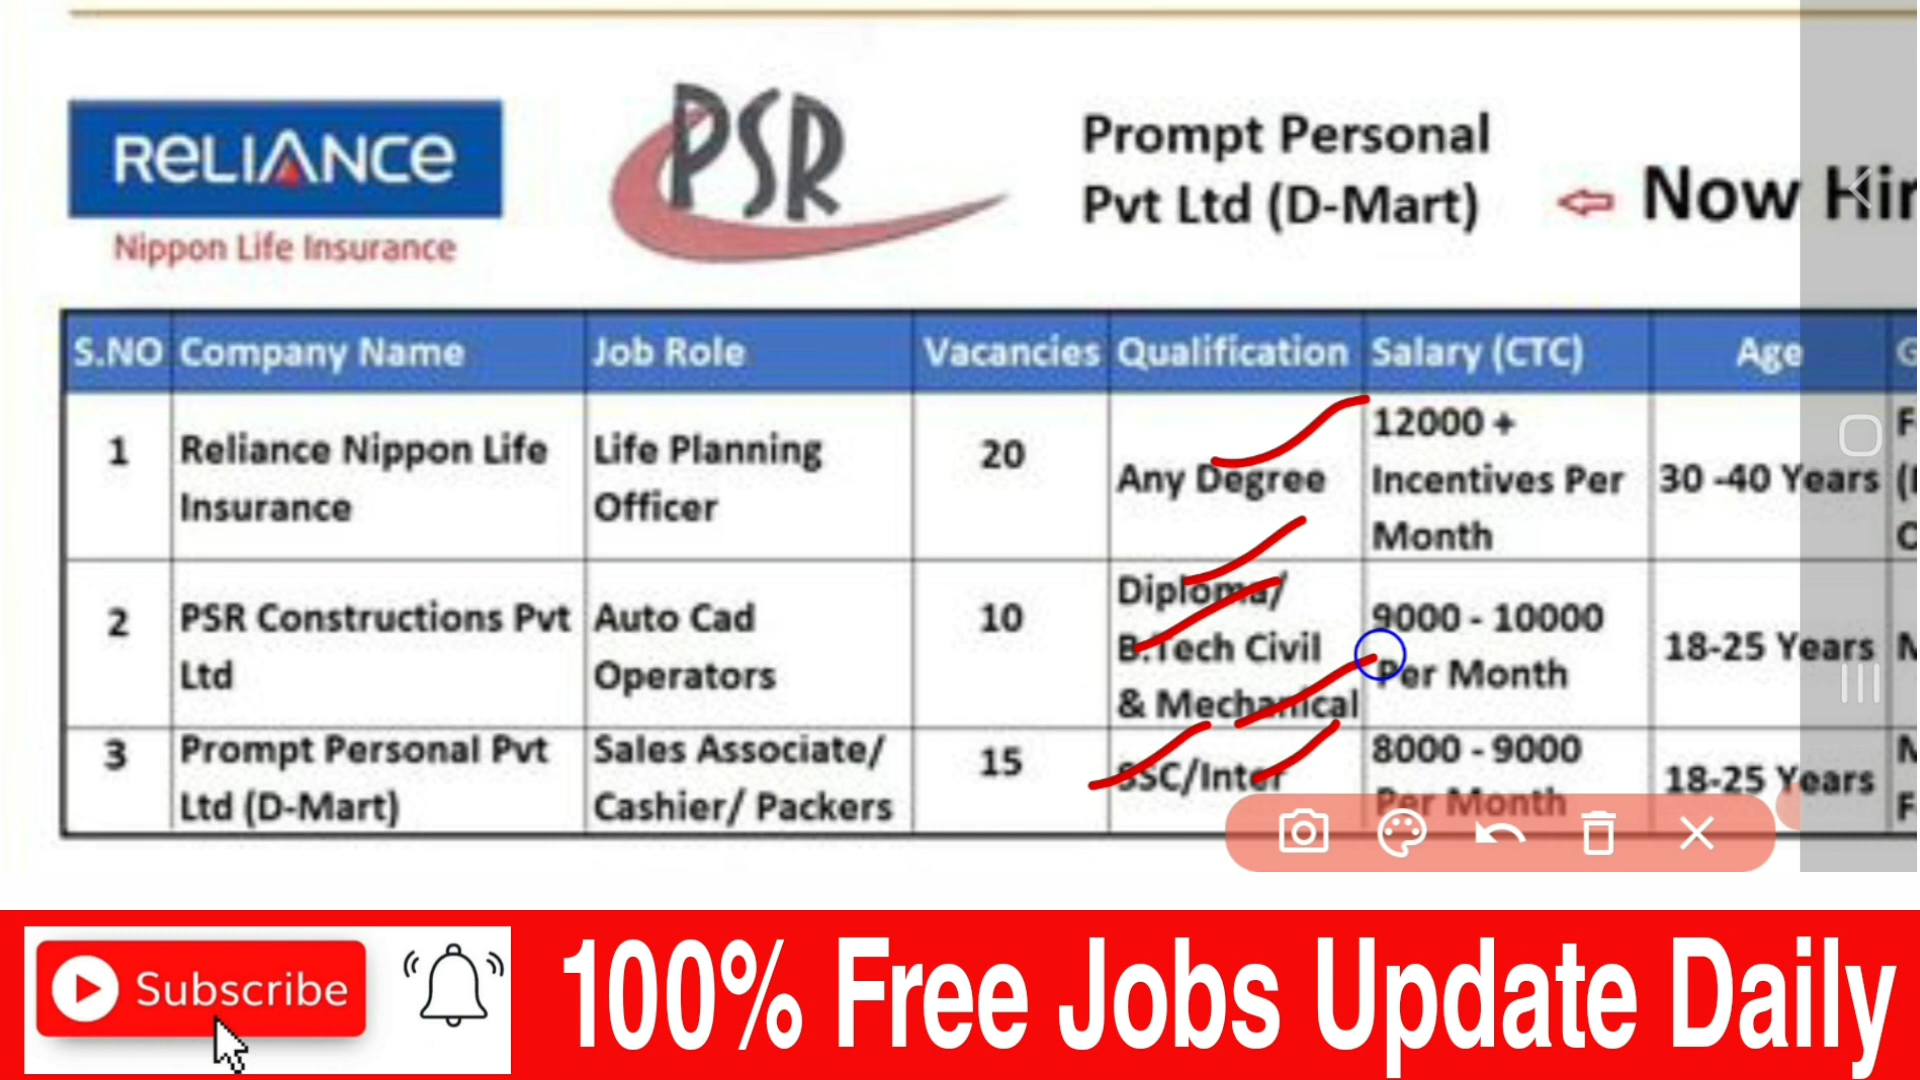 RELIANCE
Nippon Life Insurance
PSR
Prompt Personal
Pvt Ltd (D-Mart)
Now Hir
S.NO Company Name Job Role Vacancies Qualification Salary (CTC) Age G
1 Reliance Nippon Life Insurance Life Planning Officer 20 Any Degree 12000 + Incentives Per Month 30 -40 Years
2 PSR Constructions Pvt Ltd Auto Cad Operators 10 Diploma/ B.Tech Civil & Mechanical 9000 - 10000 Per Month 18-25 Years
3 Prompt Personal Pvt Ltd (D-Mart) Sales Associate/ Cashier/ Packers 15 SSC/Inter 8000 - 9000 Per Month 18-25 Years
Subscribe
100% Free Jobs Update Daily